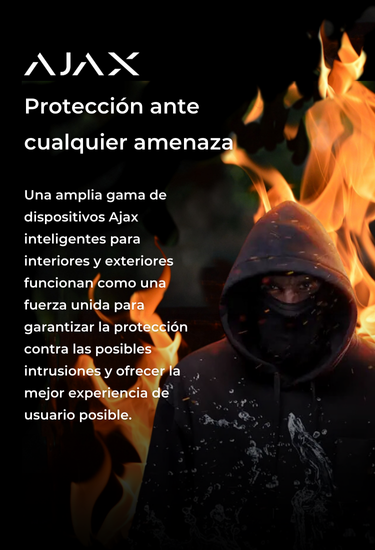 AJAX
Protección ante
cualquier amenaza
Una amplia gama de
dispositivos Ajax
inteligentes para
interiores y exteriores
funcionan como una
fuerza unida para
garantizar la protección
contra las posibles
intrusiones y ofrecer la
mejor experiencia de
usuario posible.